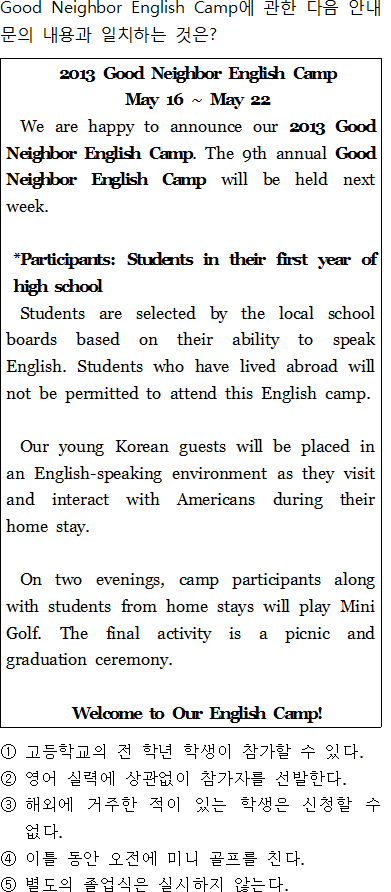 Good Neighbor English Camp에 관한 다음 안내
문의 내용과 일치하는 것은?
2013 Good Neighbor English Camp
May 16 ~ May 22
We are happy to announce our 2013 Good
Neighbor English Camp. The 9th annual Good
Neighbor English Camp will be held next
week.
*Participants: Students in their first year of
high school
Students are selected by the local school
boards based on their ability to speak
English. Students who have lived abroad will
not be permitted to attend this English camp.
Our young Korean guests will be placed in
an English-speaking environment as they visit
and interact with Americans during their
home stay.
On two evenings, camp participants along
with students from home stays will play Mini
Golf. The final activity is a picnic and
graduation ceremony.
Welcome to Our English Camp!
① 고등학교의 전 학년 학생이 참가할 수 있다.
② 영어 실력에 상관없이 참가자를 선발한다.
③ 해외에 거주한 적이 있는 학생은 신청할 수
없다.
④ 이틀 동안 오전에 미니 골프를 친다.
⑤ 별도의 졸업식은 실시하지 않는다.